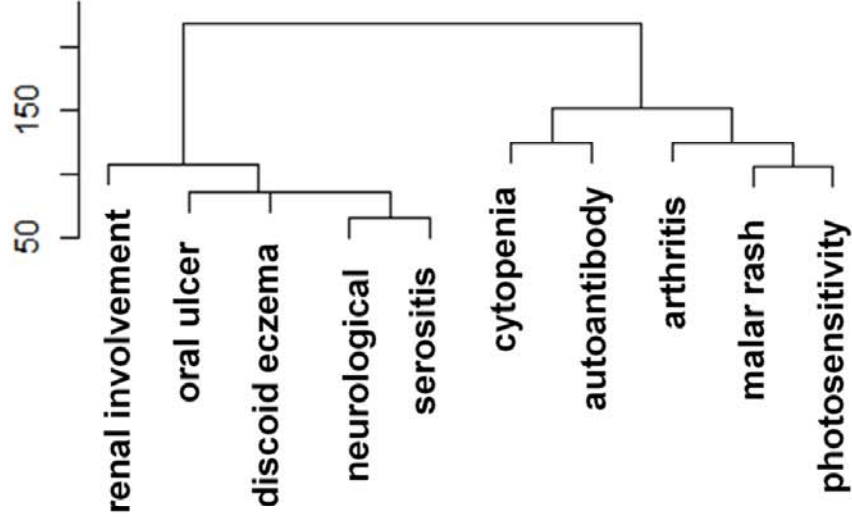 150
50
renal involvement
oral ulcer
discoid eczema
neurological
serositis
cytopenia
autoantibody
arthritis
malar rash
photosensitivity